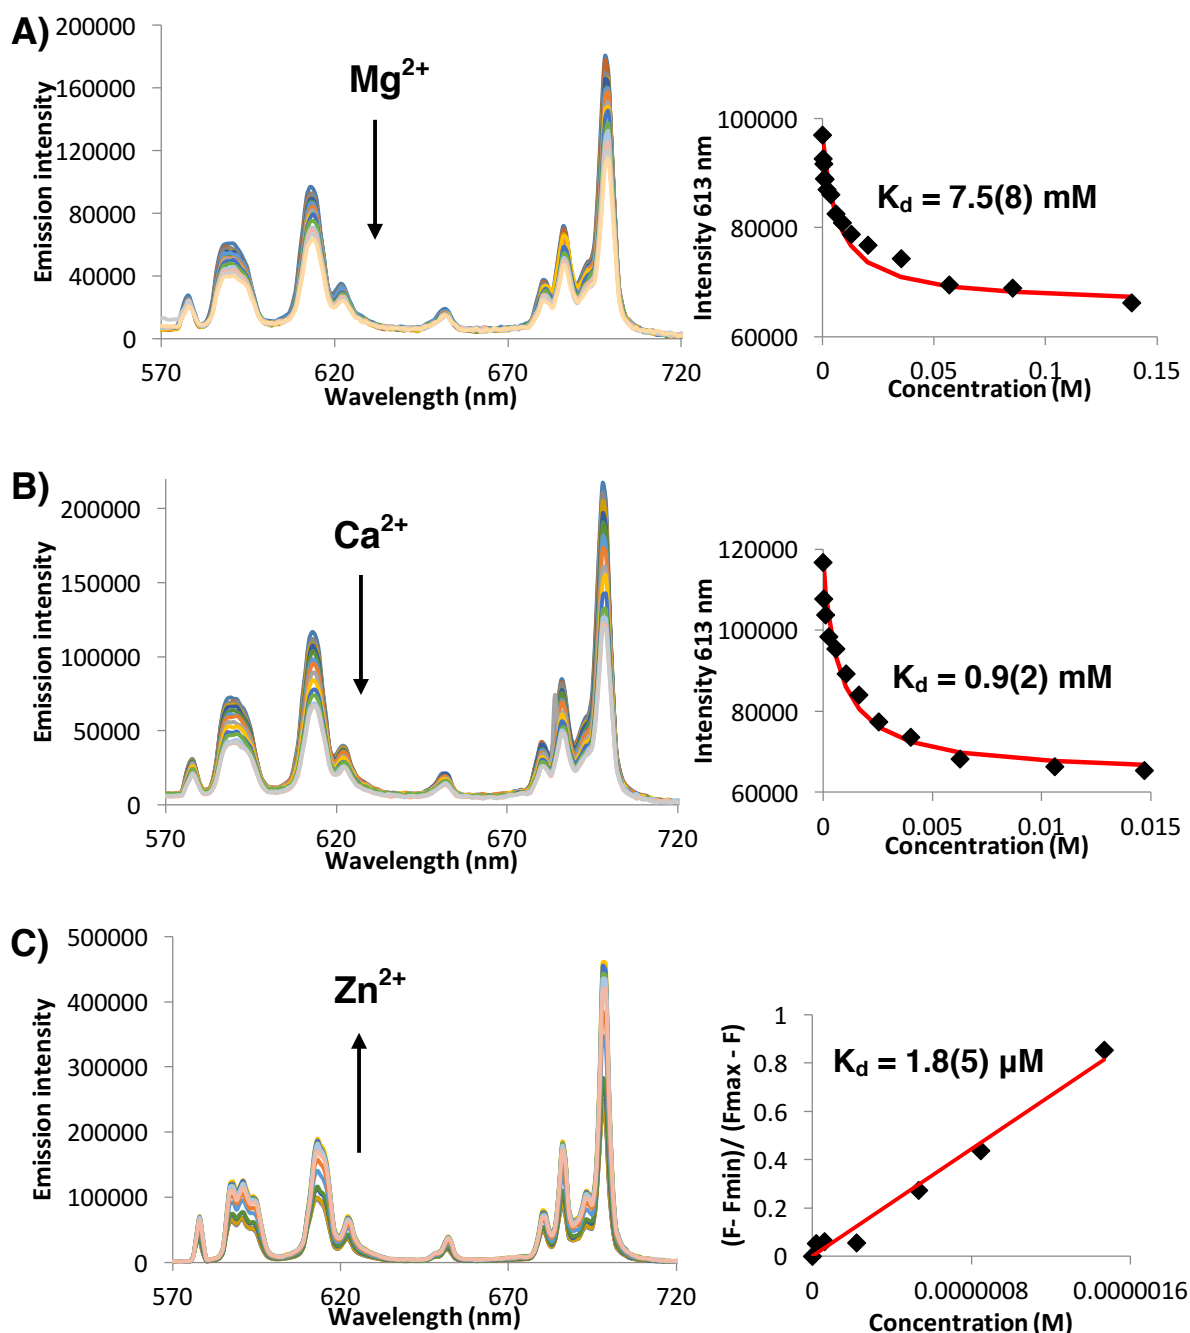 A)
Emission intensity
200000
160000
120000
80000
40000
0
Mg2+
570
620
670
720
Wavelength (nm)
Intensity 613 nm
100000
80000
60000
Kd = 7.5(8) mM
0
0.05
0.1
0.15
Concentration (M)
B)
Emission intensity
200000
150000
100000
50000
0
Ca2+
570
620
670
720
Wavelength (nm)
Intensity 613 nm
120000
100000
80000
60000
Kd = 0.9(2) mM
0
0.005
0.01
0.015
Concentration (M)
C)
Emission intensity
500000
400000
300000
200000
100000
0
Zn2+
570
620
670
720
Wavelength (nm)
(F- Fmin)/ (Fmax - F)
1
0.8
0.6
0.4
0.2
0
Kd = 1.8(5) µM
0
0.0000008
0.0000016
Concentration (M)